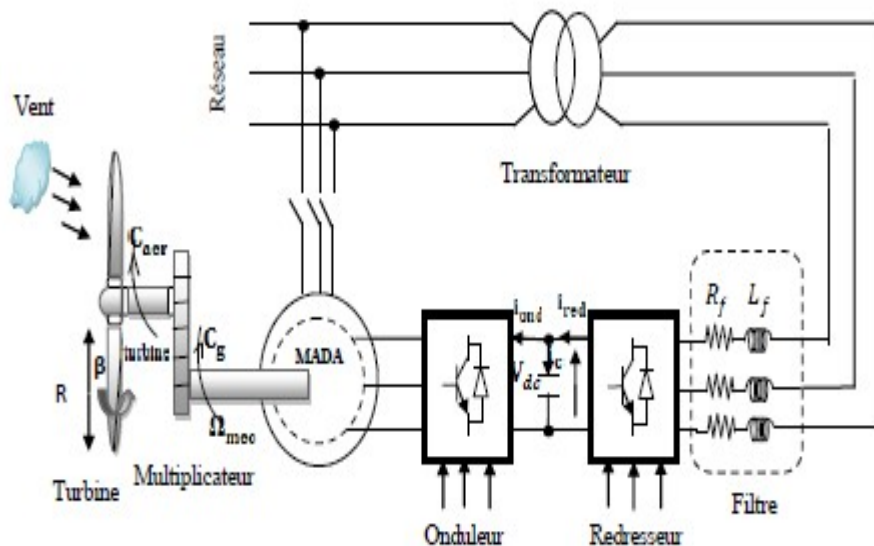 Réseau
Vent
Transformateur
C_aer
R_f L_f
i_ond i_red
turbine C_g MADA
β
R
V_dc c
Ω_mec
Turbine
Multiplicateur
Filtre
Onduleur
Redresseur